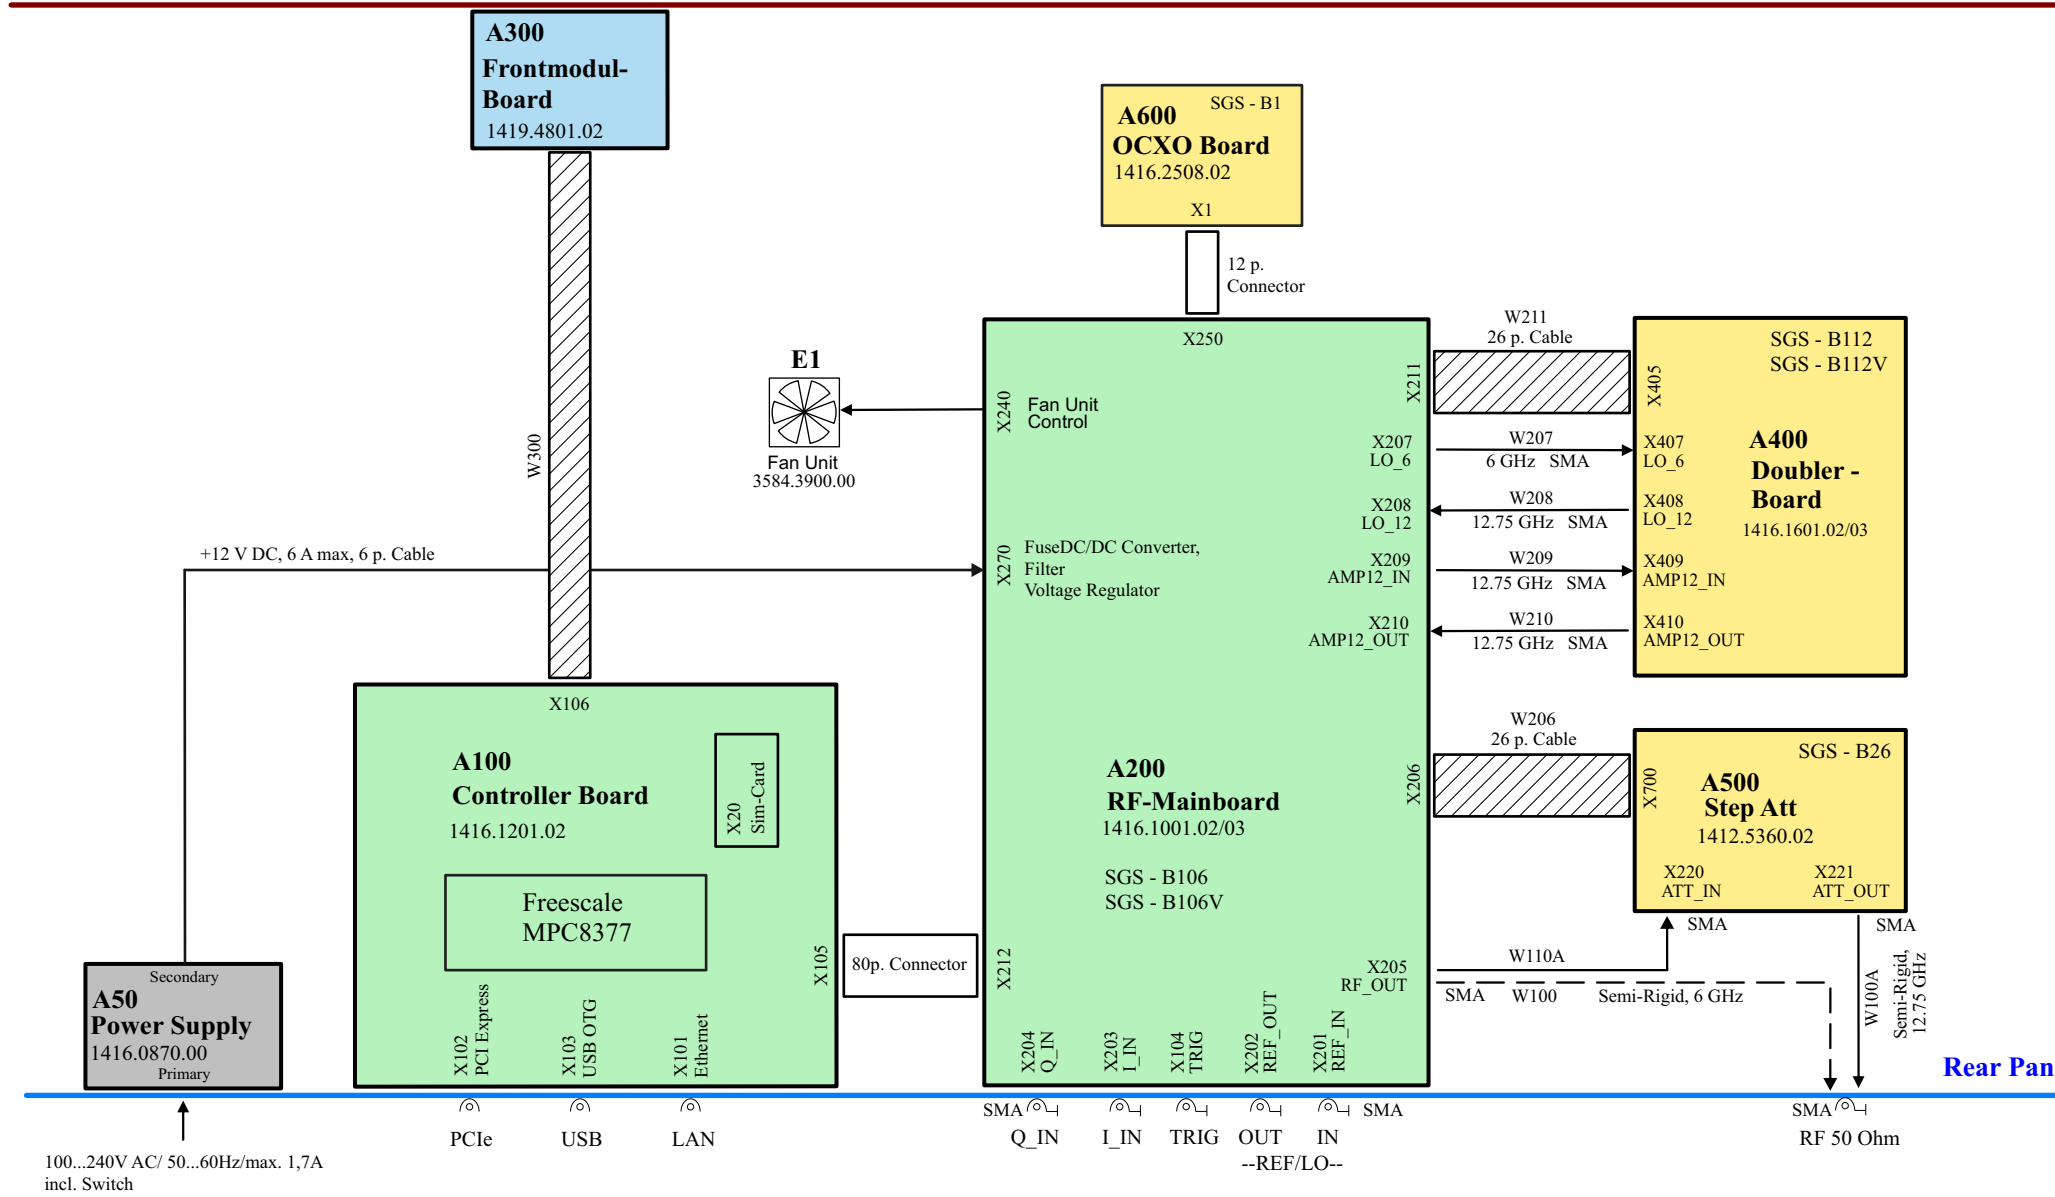 A300
Frontmodul-
Board
1419.4801.02
A600
SGS - B1
OCXO Board
1416.2508.02
X1
12 p.
Connector
W300
E1
Fan Unit
3584.3900.00
X250
X240
Fan Unit
Control
X211
X207
LO_6
X208
LO_12
X270
FuseDC/DC Converter,
Filter
Voltage Regulator
X209
AMP12_IN
X210
AMP12_OUT
A200
RF-Mainboard
1416.1001.02/03
SGS - B106
SGS - B106V
X206
X212
X205
RF_OUT
X204
Q_IN
X203
I_IN
X104
TRIG
X202
REF_OUT
X201
REF_IN
W211
26 p. Cable
W207
6 GHz SMA
W208
12.75 GHz SMA
W209
12.75 GHz SMA
W210
12.75 GHz SMA
SGS - B112
SGS - B112V
X405
A400
Doubler -
Board
1416.1601.02/03
X407
LO_6
X408
LO_12
X409
AMP12_IN
X410
AMP12_OUT
W206
26 p. Cable
SGS - B26
X700
A500
Step Att
1412.5360.02
X220
ATT_IN
X221
ATT_OUT
SMA
SMA
W110A
SMA
W100
Semi-Rigid, 6 GHz
W100A
Semi-Rigid,
12.75 GHz
+12 V DC, 6 A max, 6 p. Cable
X106
A100
Controller Board
1416.1201.02
X20
Sim-Card
Freescale
MPC8377
X105
80p. Connector
X102
PCI Express
X103
USB OTG
X101
Ethernet
Secondary
A50
Power Supply
1416.0870.00
Primary
Rear Pan
100...240V AC/ 50...60Hz/max. 1,7A
incl. Switch
PCIe
USB
LAN
SMA
Q_IN
I_IN
TRIG
OUT
IN
SMA
--REF/LO--
SMA
RF 50 Ohm